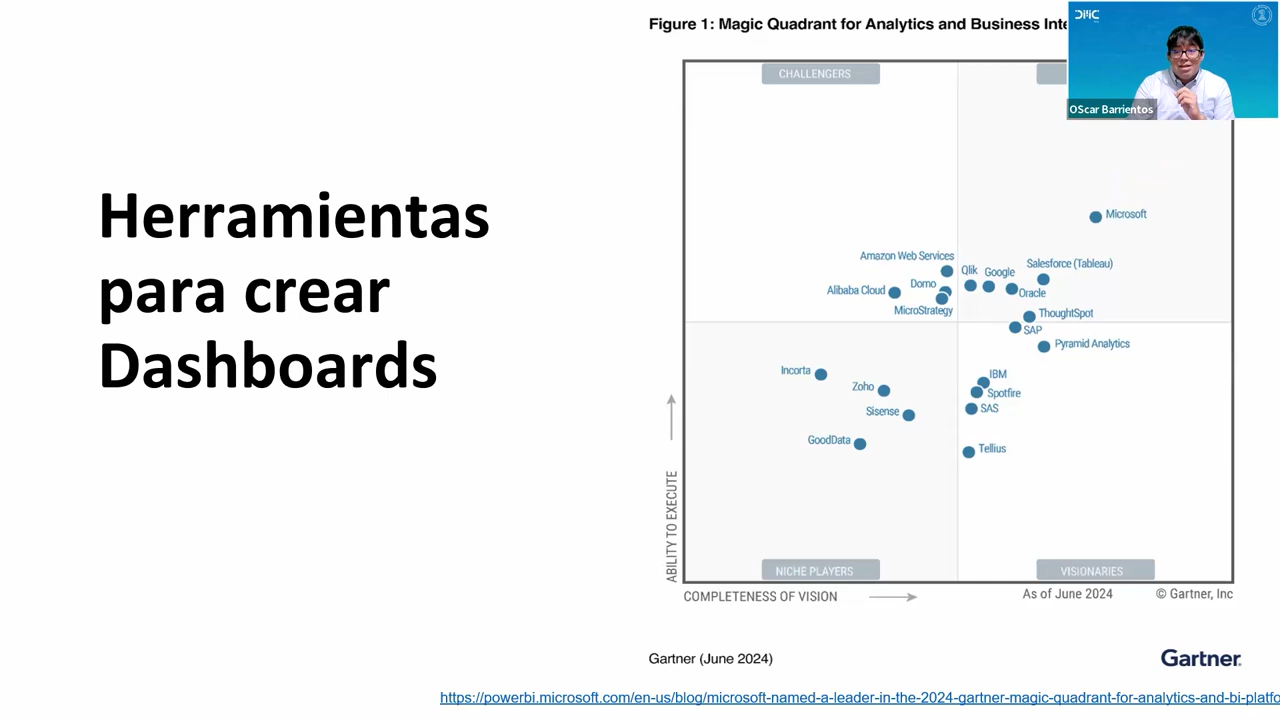 Figure 1: Magic Quadrant for Analytics and Business Inte
DMC
OScar Barrientos
CHALLENGERS
Herramientas
para crear
Dashboards
Microsoft
Amazon Web Services
Qlik
Google
Salesforce (Tableau)
Alibaba Cloud
Domo
Oracle
MicroStrategy
ThoughtSpot
SAP
Pyramid Analytics
Incorta
IBM
Zoho
Spotfire
Sisense
SAS
GoodData
Tellius
ABILITY TO EXECUTE
NICHE PLAYERS
VISIONARIES
COMPLETENESS OF VISION
As of June 2024
© Gartner, Inc
Gartner (June 2024)
Gartner.
https://powerbi.microsoft.com/en-us/blog/microsoft-named-a-leader-in-the-2024-gartner-magic-quadrant-for-analytics-and-bi-platfo